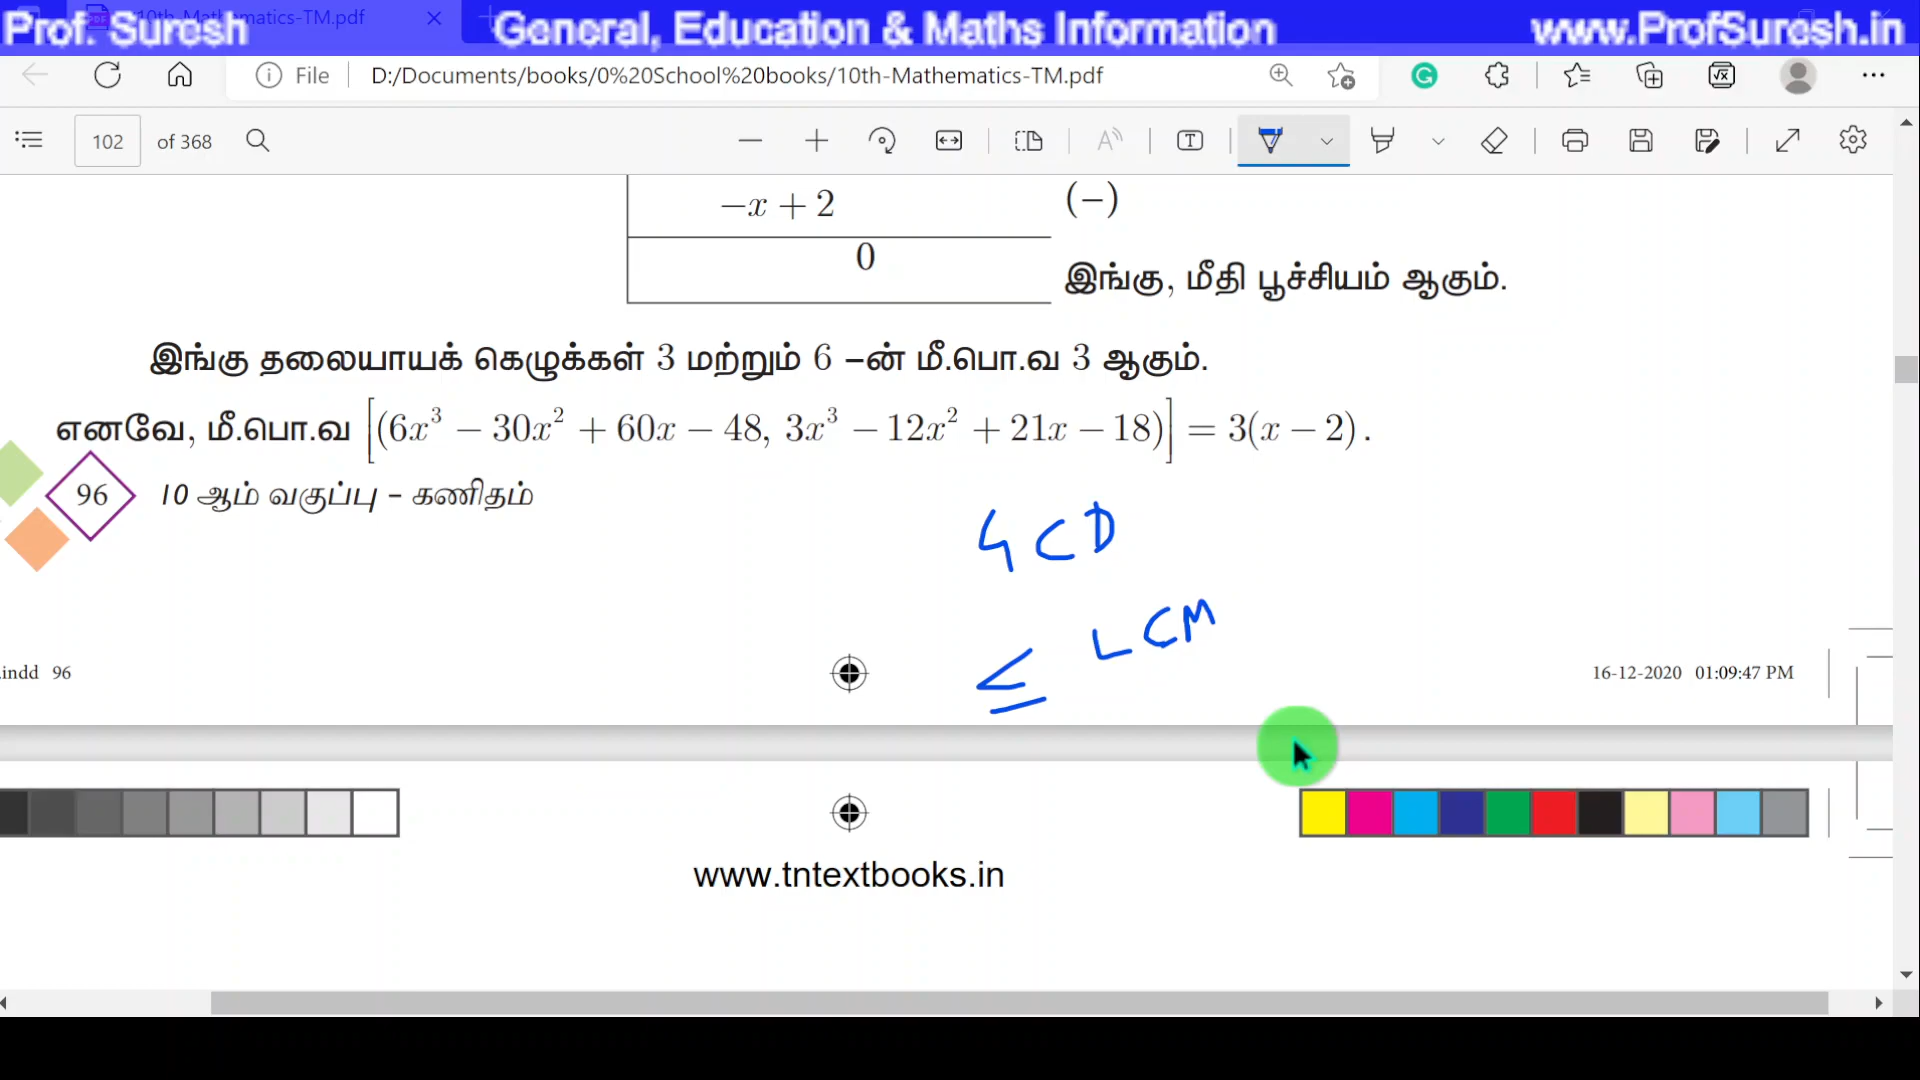 Prof. Suresh General, Education & Maths Information www.ProfSuresh.in
10th-Mathematics-TM.pdf
File D:/Documents/books/0%20School%20books/10th-Mathematics-TM.pdf
102 of 368
−x + 2 (−)
0
இங்கு, மீதி பூச்சியம் ஆகும்.
இங்கு தலையாயக் கெழுக்கள் 3 மற்றும் 6 –ன் மீ.பொ.வ 3 ஆகும்.
எனவே, மீ.பொ.வ [(6x³ − 30x² + 60x − 48, 3x³ − 12x² + 21x − 18)] = 3(x − 2).
96 10 ஆம் வகுப்பு – கணிதம்
GCD
LCM
≤
.indd 96 16-12-2020 01:09:47 PM
www.tntextbooks.in